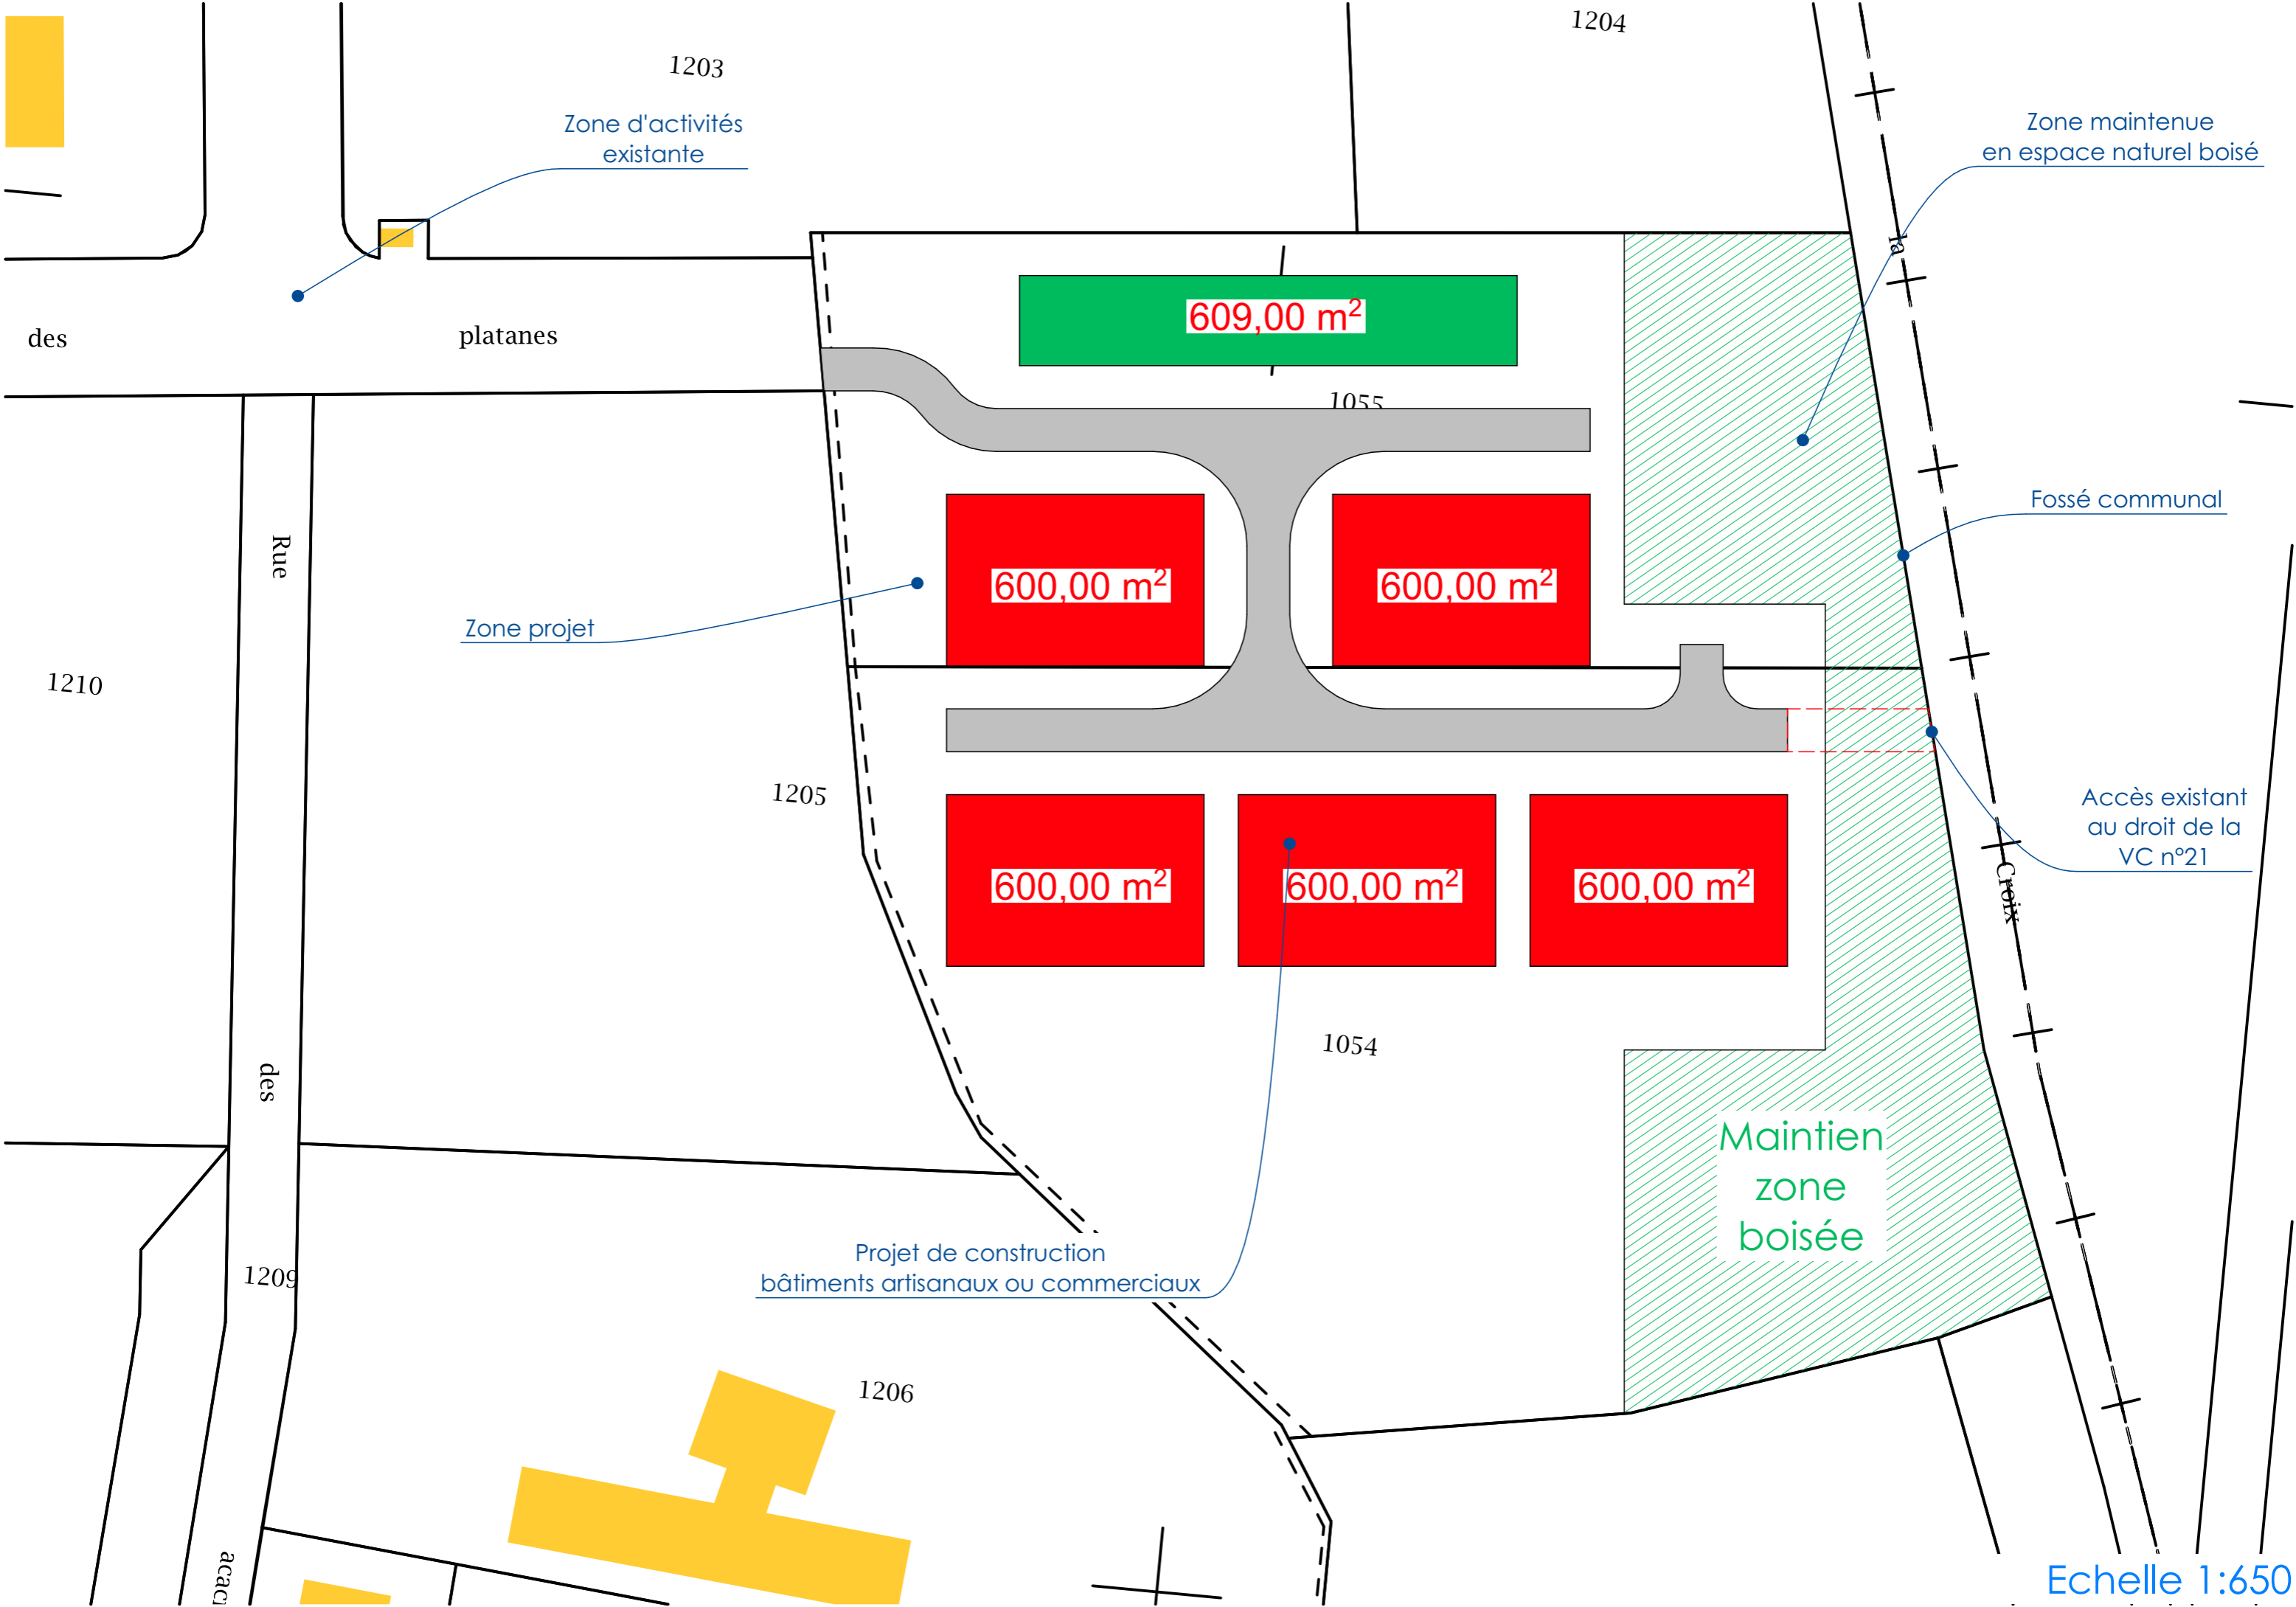 1204
1203
Zone d'activités
existante
Zone maintenue
en espace naturel boisé
la
609,00 m²
des
platanes
1055
Fossé communal
Rue
600,00 m²
600,00 m²
Zone projet
1210
1205
Accès existant
au droit de la
VC n°21
600,00 m²
600,00 m²
600,00 m²
Croix
1054
des
Maintien
zone
boisée
Projet de construction
bâtiments artisanaux ou commerciaux
1209
1206
acaci
Echelle 1:650